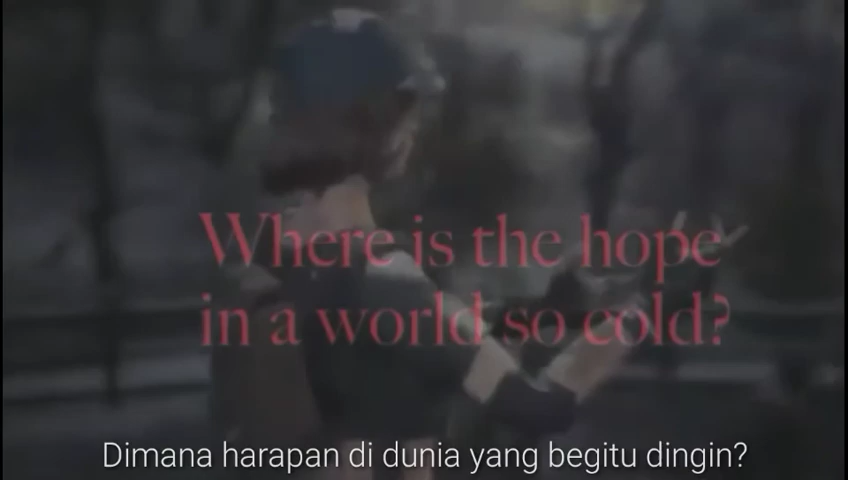 Where is the hope
in a world so cold?
Dimana harapan di dunia yang begitu dingin?